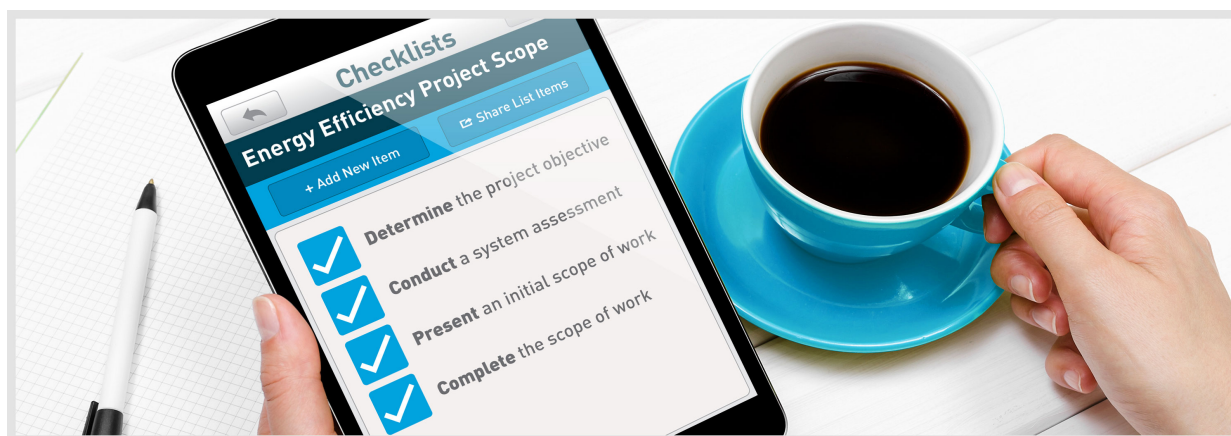 Checklists
Energy Efficiency Project Scope
+ Add New Item
Share List Items
Determine the project objective
Conduct a system assessment
Present an initial scope of work
Complete the scope of work